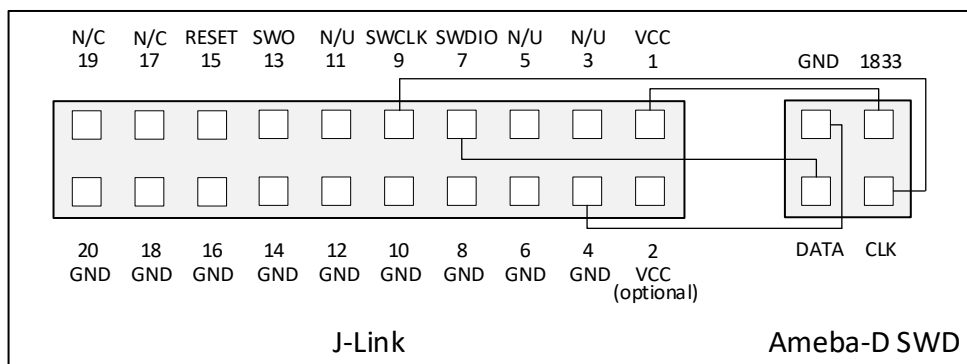 N/C N/C RESET SWO N/U SWCLK SWDIO N/U N/U VCC
19 17 15 13 11 9 7 5 3 1
GND 1833
DATA CLK
20 18 16 14 12 10 8 6 4 2
GND GND GND GND GND GND GND GND GND VCC
(optional)
J-Link
Ameba-D SWD